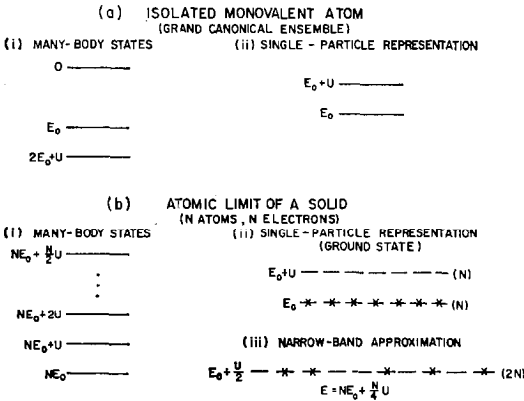 (a) ISOLATED MONOVALENT ATOM
(GRAND CANONICAL ENSEMBLE)
(i) MANY-BODY STATES
O
E₀
2E₀+U
(ii) SINGLE - PARTICLE REPRESENTATION
E₀+U
E₀
(b) ATOMIC LIMIT OF A SOLID
(N ATOMS, N ELECTRONS)
(i) MANY-BODY STATES
NE₀ + N/2 U
NE₀+2U
NE₀+U
NE₀
(ii) SINGLE-PARTICLE REPRESENTATION
(GROUND STATE)
E₀+U (N)
E₀ (N)
(iii) NARROW-BAND APPROXIMATION
E₀+ U/2 (2N)
E = NE₀ + N/4 U